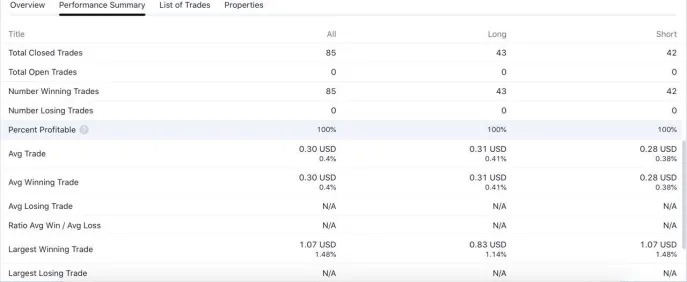 Overview Performance Summary List of Trades Properties
Title All Long Short
Total Closed Trades 85 43 42
Total Open Trades 0 0 0
Number Winning Trades 85 43 42
Number Losing Trades 0 0 0
Percent Profitable ? 100% 100% 100%
Avg Trade 0.30 USD 0.31 USD 0.28 USD
0.4% 0.41% 0.38%
Avg Winning Trade 0.30 USD 0.31 USD 0.28 USD
0.4% 0.41% 0.38%
Avg Losing Trade N/A N/A N/A
Ratio Avg Win / Avg Loss N/A N/A N/A
Largest Winning Trade 1.07 USD 0.83 USD 1.07 USD
1.48% 1.14% 1.48%
Largest Losing Trade N/A N/A N/A